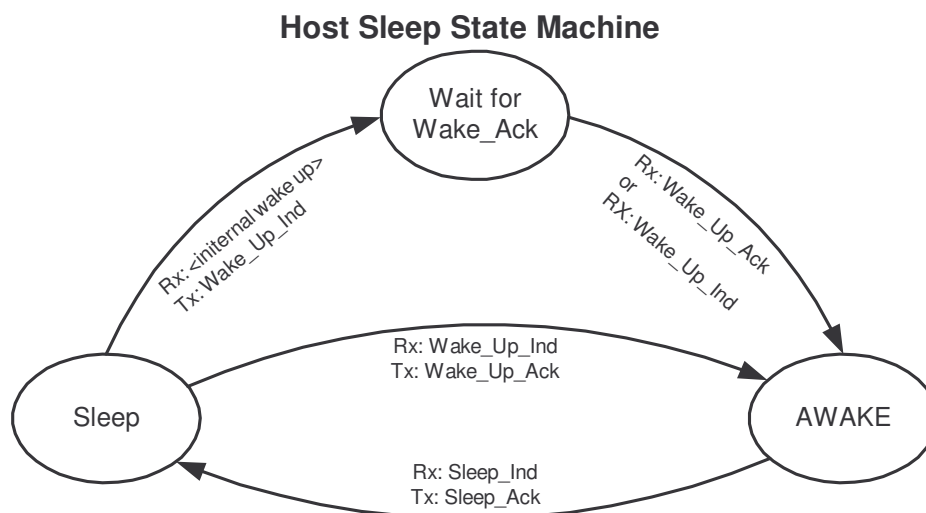 Host Sleep State Machine
Wait for
Wake_Ack
Rx: <initernal wake up>
Tx: Wake_Up_Ind
Rx: Wake_Up_Ack
or
RX: Wake_Up_Ind
Rx: Wake_Up_Ind
Tx: Wake_Up_Ack
Sleep
AWAKE
Rx: Sleep_Ind
Tx: Sleep_Ack